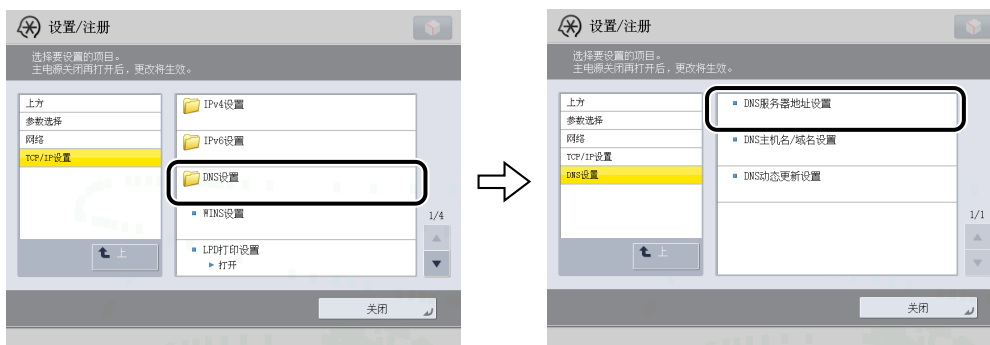 设置/注册
选择要设置的项目。
主电源关闭再打开后，更改将生效。
上方
参数选择
网络
TCP/IP设置
上
IPv4设置
IPv6设置
DNS设置
WINS设置
LPD打印设置
打开
1/4
关闭
设置/注册
选择要设置的项目。
主电源关闭再打开后，更改将生效。
上方
参数选择
网络
TCP/IP设置
DNS设置
上
DNS服务器地址设置
DNS主机名/域名设置
DNS动态更新设置
1/1
关闭